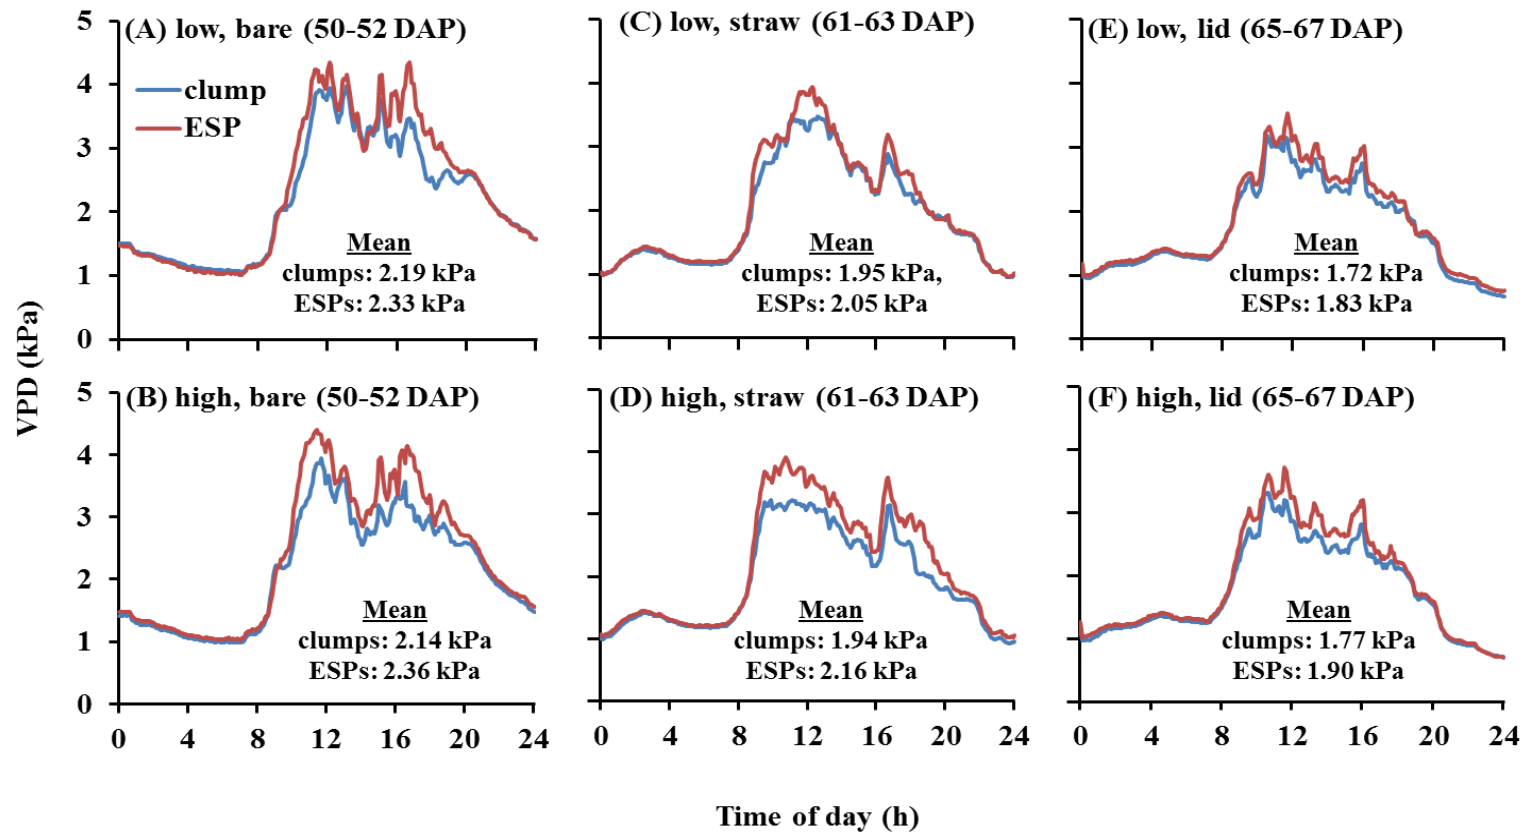 VPD (kPa)
(A) low, bare (50-52 DAP)
5
4
3
2
1
0
clump
ESP
Mean
clumps: 2.19 kPa
ESPs: 2.33 kPa
(C) low, straw (61-63 DAP)
Mean
clumps: 1.95 kPa,
ESPs: 2.05 kPa
(E) low, lid (65-67 DAP)
Mean
clumps: 1.72 kPa
ESPs: 1.83 kPa
(B) high, bare (50-52 DAP)
5
4
3
2
1
0
Mean
clumps: 2.14 kPa
ESPs: 2.36 kPa
0 4 8 12 16 20 24
(D) high, straw (61-63 DAP)
Mean
clumps: 1.94 kPa
ESPs: 2.16 kPa
0 4 8 12 16 20 24
(F) high, lid (65-67 DAP)
Mean
clumps: 1.77 kPa
ESPs: 1.90 kPa
0 4 8 12 16 20 24
Time of day (h)